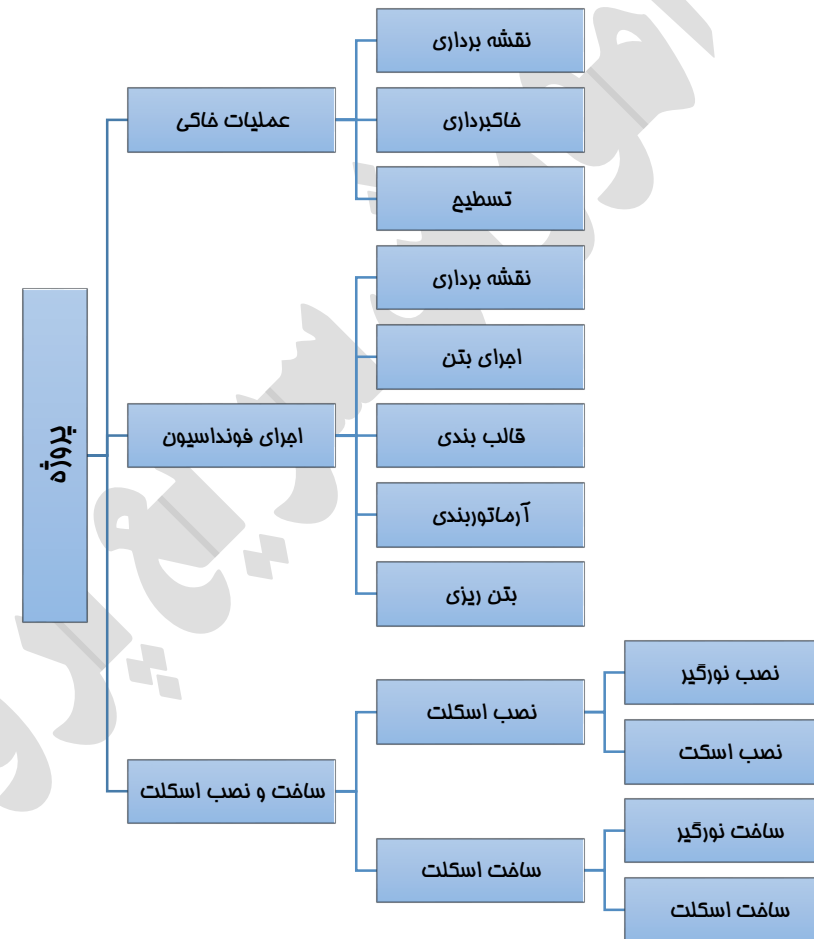 پروژه
عملیات خاکی
نقشه برداری
خاکبرداری
تسطیح
اجرای فونداسیون
نقشه برداری
اجرای بتن
قالب بندی
آرماتوربندی
بتن ریزی
ساخت و نصب اسکلت
نصب اسکلت
نصب نورگیر
نصب اسکت
ساخت اسکلت
ساخت نورگیر
ساخت اسکلت